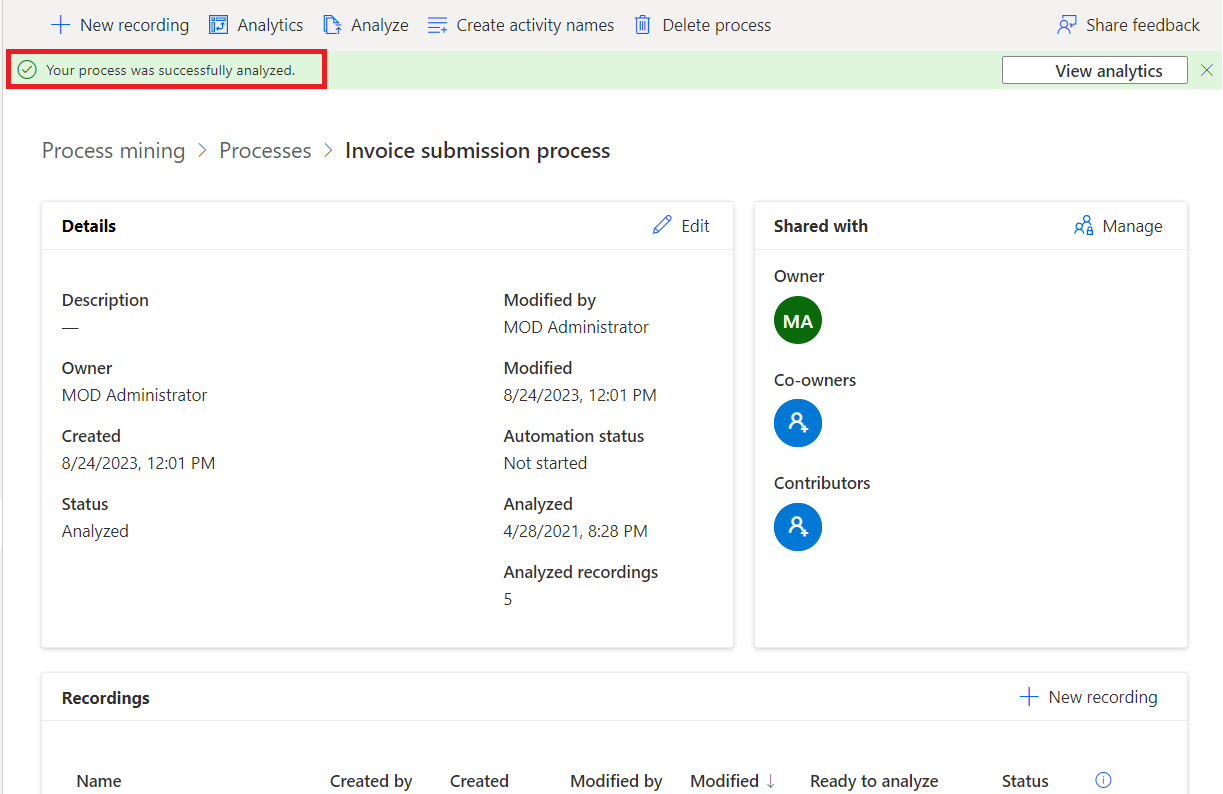 New recording Analytics Analyze Create activity names Delete process Share feedback
Your process was successfully analyzed. View analytics
Process mining > Processes > Invoice submission process
Details Edit
Description
—
Owner
MOD Administrator
Created
8/24/2023, 12:01 PM
Status
Analyzed
Modified by
MOD Administrator
Modified
8/24/2023, 12:01 PM
Automation status
Not started
Analyzed
4/28/2021, 8:28 PM
Analyzed recordings
5
Shared with Manage
Owner
MA
Co-owners
Contributors
Recordings New recording
Name Created by Created Modified by Modified ↓ Ready to analyze Status